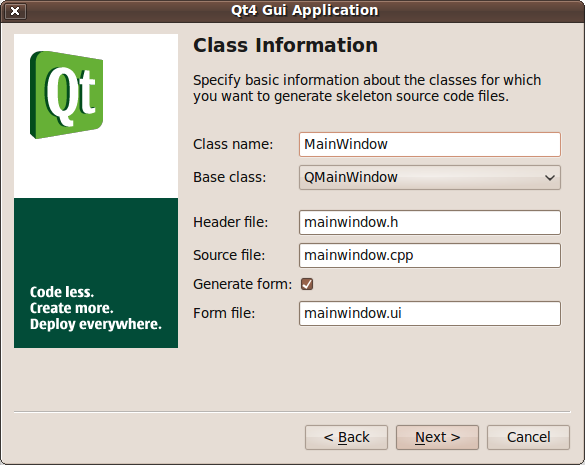 Qt4 Gui Application
Qt
Code less.
Create more.
Deploy everywhere.
Class Information
Specify basic information about the classes for which
you want to generate skeleton source code files.
Class name: MainWindow
Base class: QMainWindow
Header file: mainwindow.h
Source file: mainwindow.cpp
Generate form:
Form file: mainwindow.ui
< Back Next > Cancel